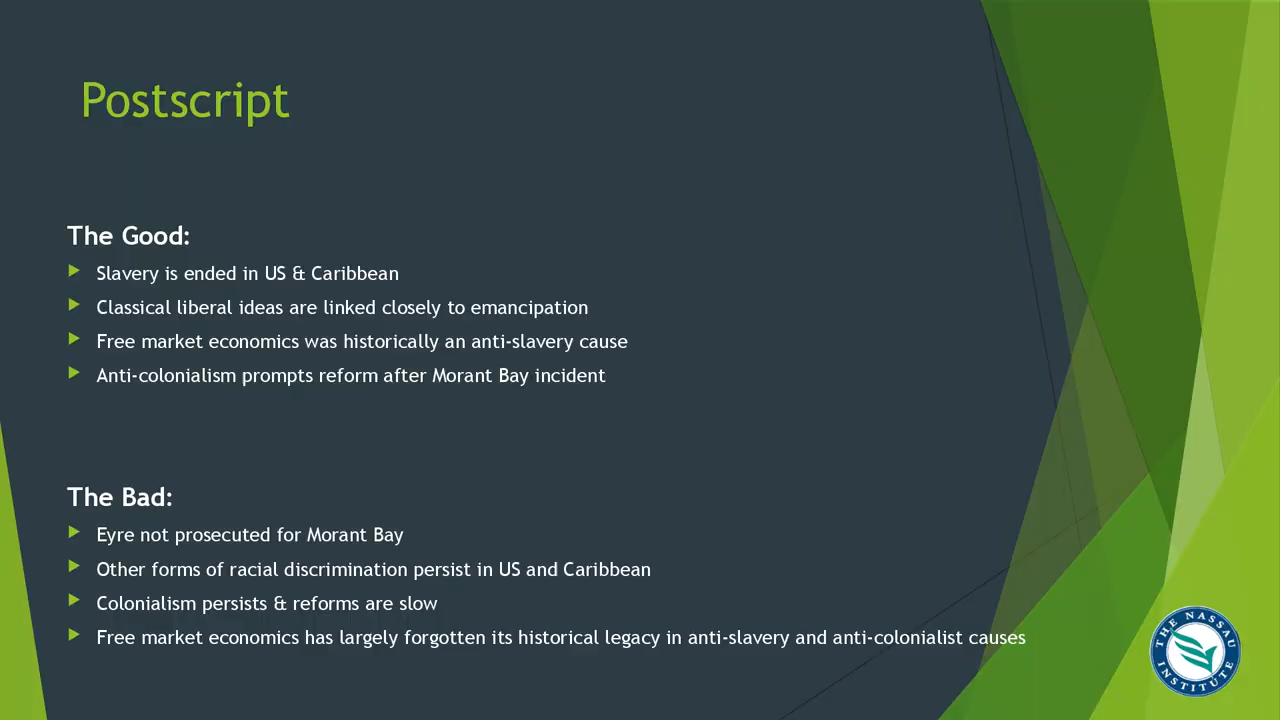 Postscript
The Good:
Slavery is ended in US & Caribbean
Classical liberal ideas are linked closely to emancipation
Free market economics was historically an anti-slavery cause
Anti-colonialism prompts reform after Morant Bay incident
The Bad:
Eyre not prosecuted for Morant Bay
Other forms of racial discrimination persist in US and Caribbean
Colonialism persists & reforms are slow
Free market economics has largely forgotten its historical legacy in anti-slavery and anti-colonialist causes
THE NASSAU
INSTITUTE